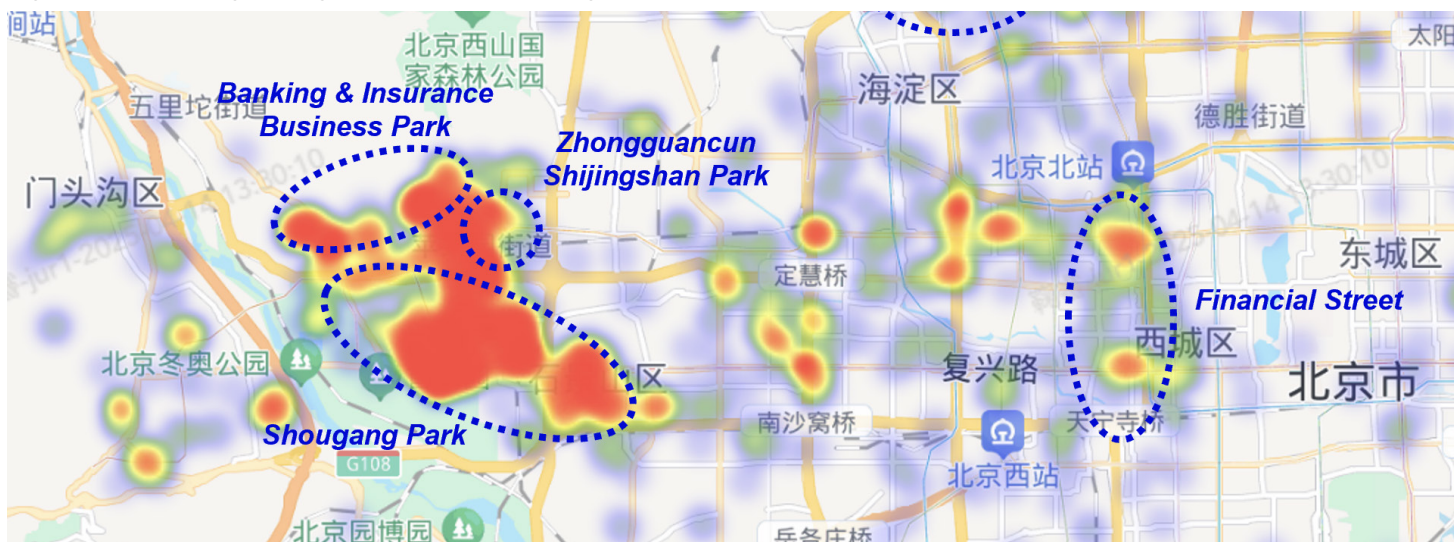 间站
北京西山国
家森林公园
太阳
海淀区
五里坨街道
Banking & Insurance
Business Park
德胜街道
Zhongguancun
Shijingshan Park
北京北站
门头沟区
街道
东城区
定慧桥
Financial Street
西城区
北京冬奥公园
复兴路
北京市
区
南沙窝桥
天宁寺桥
Shougang Park
G108
北京西站
北京园博园
岳各庄桥